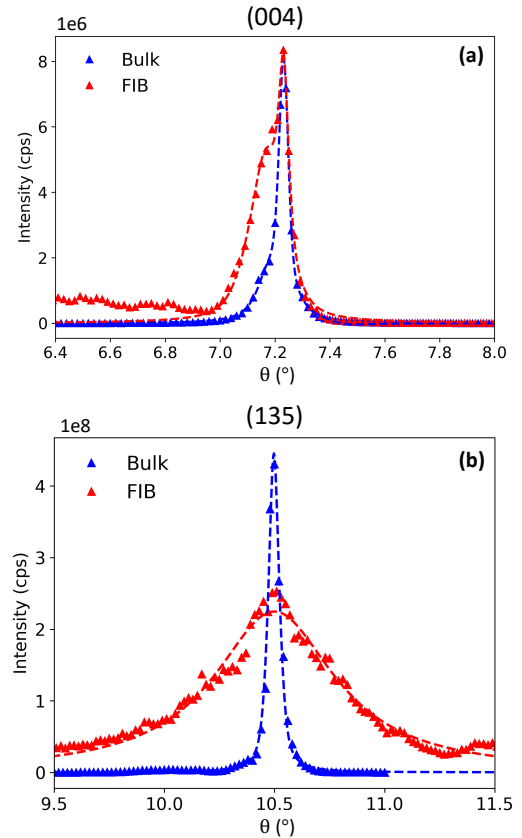 (004)
1e6
(a)
Bulk
FIB
8
6
4
2
0
Intensity (cps)
6.4 6.6 6.8 7.0 7.2 7.4 7.6 7.8 8.0
θ (°)
(135)
1e8
(b)
Bulk
FIB
4
3
2
1
0
Intensity (cps)
9.5 10.0 10.5 11.0 11.5
θ (°)